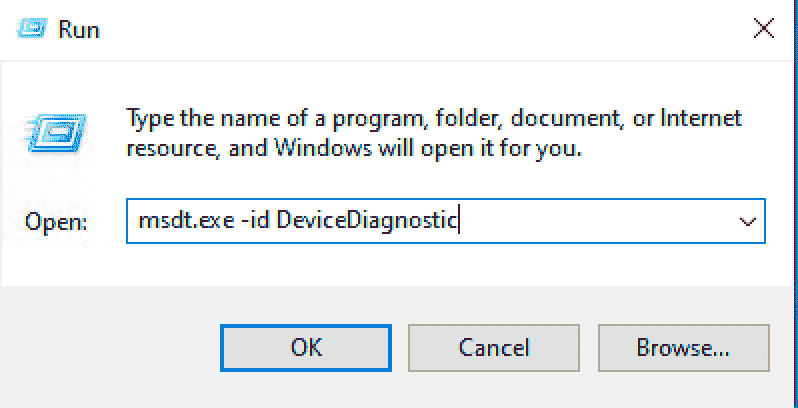 Run
Type the name of a program, folder, document, or Internet
resource, and Windows will open it for you.
Open: msdt.exe -id DeviceDiagnostic
OK Cancel Browse...